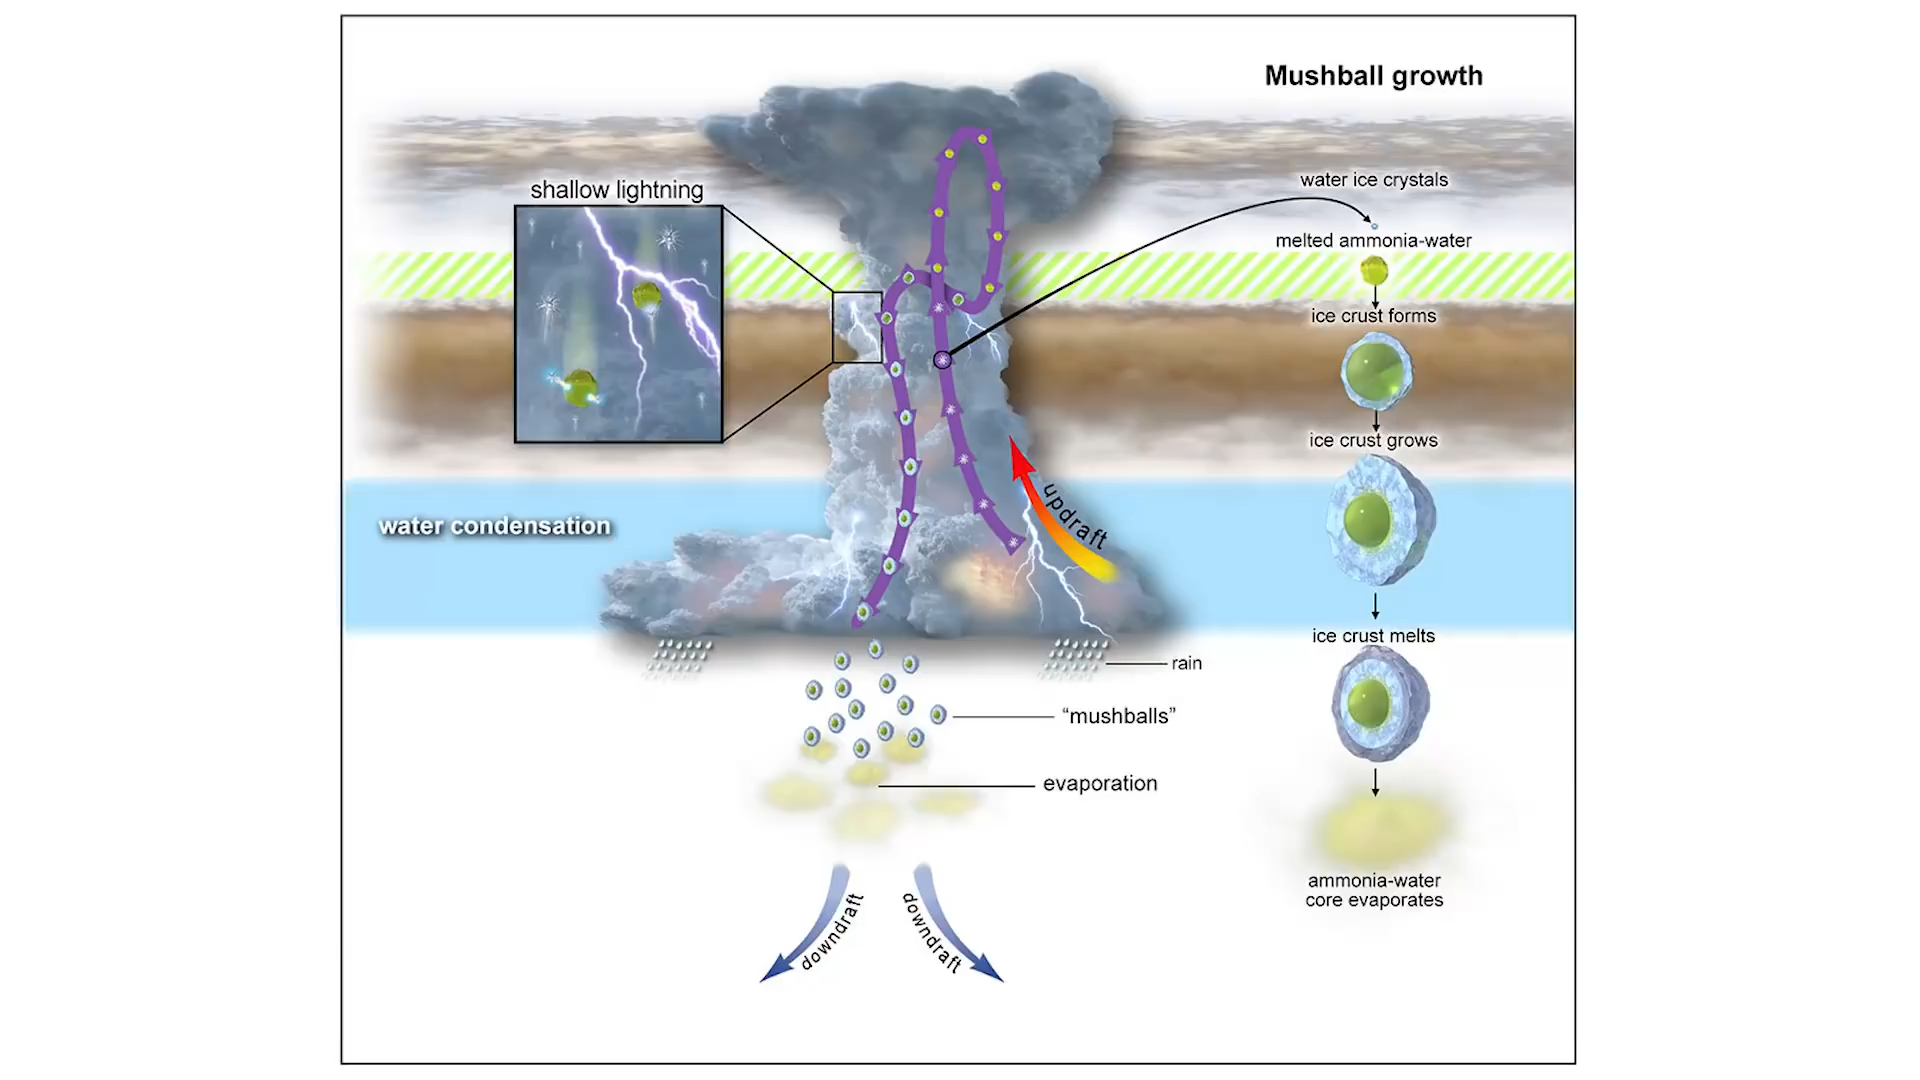 Mushball growth
shallow lightning
water ice crystals
melted ammonia-water
ice crust forms
ice crust grows
updraft
water condensation
ice crust melts
rain
“mushballs”
evaporation
ammonia-water
core evaporates
downdraft
downdraft